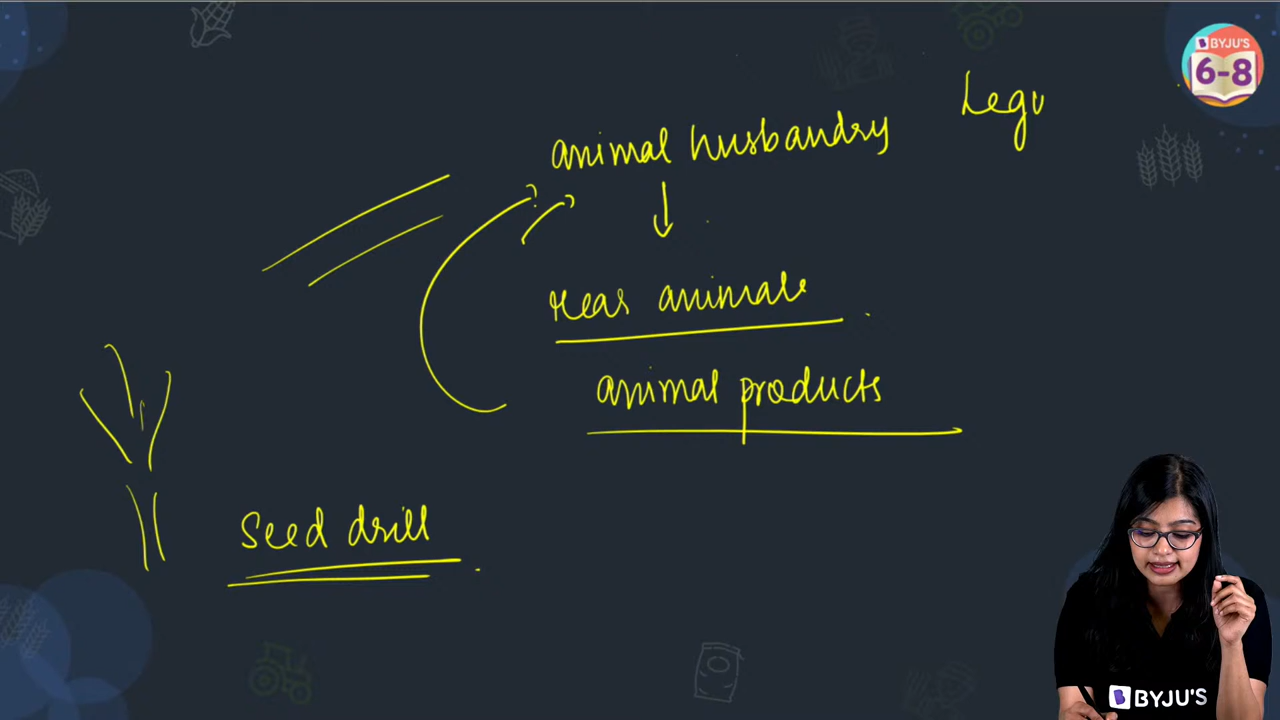 BYJU'S
6-8
Legu
animal husbandry
rear animals
animal products
seed drill
BYJU'S